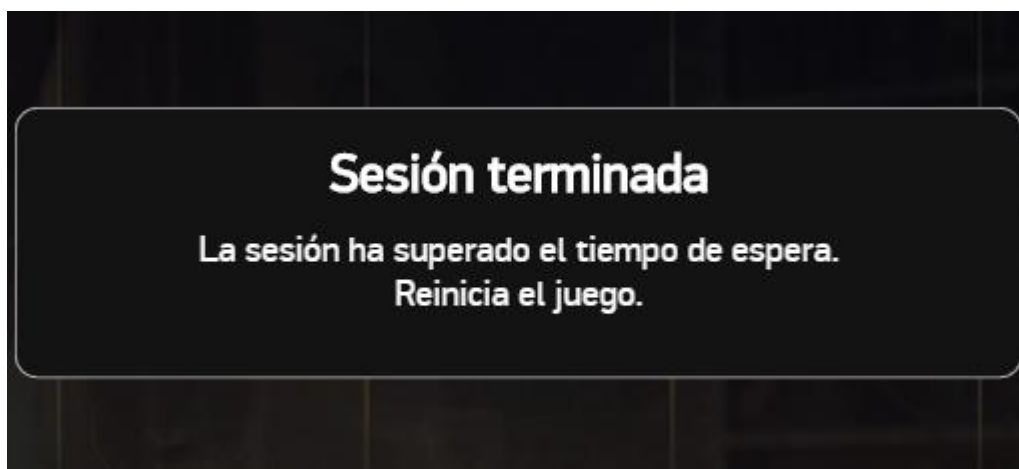 Sesión terminada
La sesión ha superado el tiempo de espera.
Reinicia el juego.